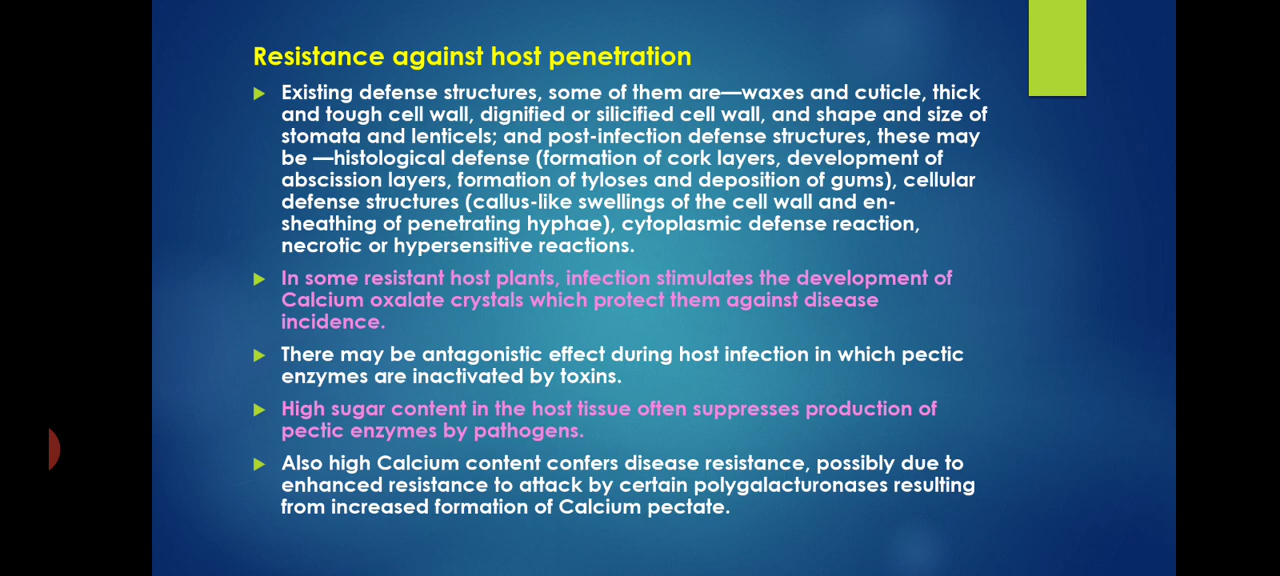 Resistance against host penetration
Existing defense structures, some of them are—waxes and cuticle, thick
and tough cell wall, dignified or silicified cell wall, and shape and size of
stomata and lenticels; and post-infection defense structures, these may
be —histological defense (formation of cork layers, development of
abscission layers, formation of tyloses and deposition of gums), cellular
defense structures (callus-like swellings of the cell wall and en-
sheathing of penetrating hyphae), cytoplasmic defense reaction,
necrotic or hypersensitive reactions.
In some resistant host plants, infection stimulates the development of
Calcium oxalate crystals which protect them against disease
incidence.
There may be antagonistic effect during host infection in which pectic
enzymes are inactivated by toxins.
High sugar content in the host tissue often suppresses production of
pectic enzymes by pathogens.
Also high Calcium content confers disease resistance, possibly due to
enhanced resistance to attack by certain polygalacturonases resulting
from increased formation of Calcium pectate.